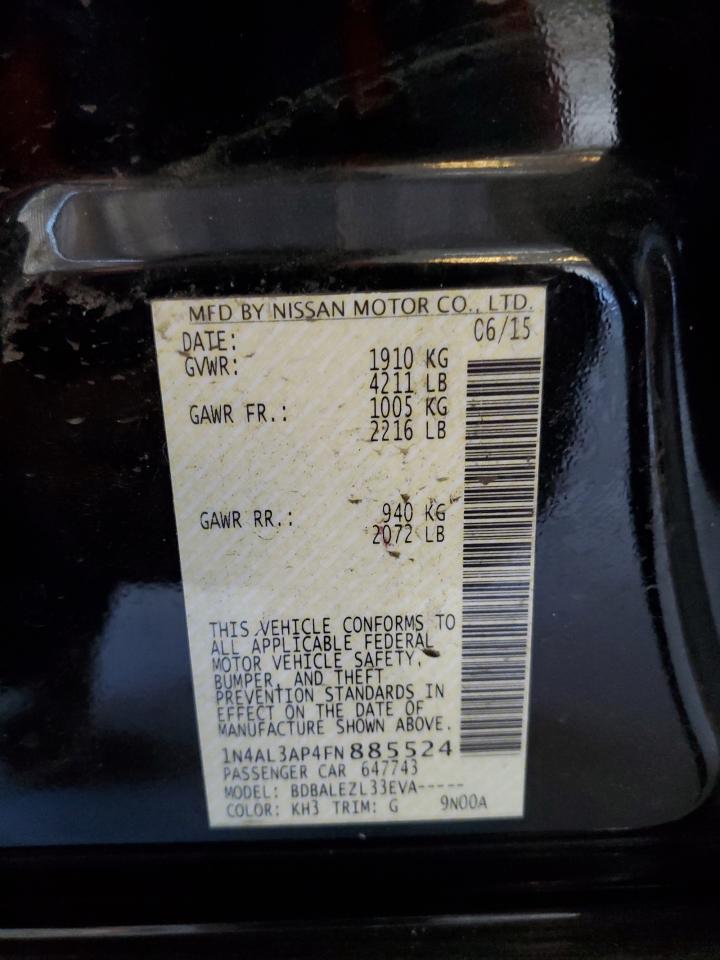 MFD BY NISSAN MOTOR CO., LTD.
DATE: 06/15
GVWR: 1910 KG
4211 LB
GAWR FR.: 1005 KG
2216 LB
GAWR RR.: 940 KG
2072 LB
THIS VEHICLE CONFORMS TO
ALL APPLICABLE FEDERAL
MOTOR VEHICLE SAFETY,
BUMPER, AND THEFT
PREVENTION STANDARDS IN
EFFECT ON THE DATE OF
MANUFACTURE SHOWN ABOVE.
1N4AL3AP4FN885524
PASSENGER CAR 647743
MODEL: BDBALEZL33EVA-----
COLOR: KH3 TRIM: G 9N00A